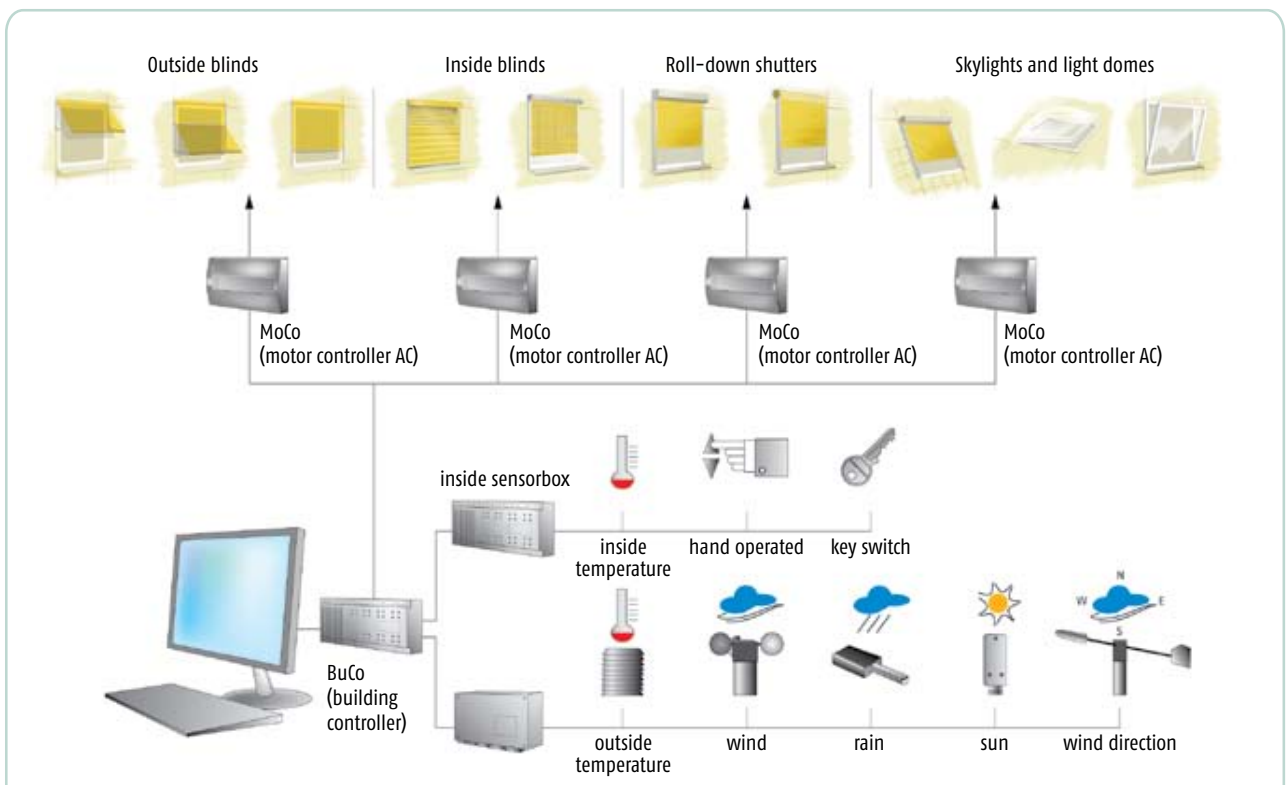 Outside blinds
Inside blinds
Roll-down shutters
Skylights and light domes
MoCo
(motor controller AC)
MoCo
(motor controller AC)
MoCo
(motor controller AC)
MoCo
(motor controller AC)
inside sensorbox
inside
temperature
hand operated
key switch
N
W
E
S
BuCo
(building
controller)
outside
temperature
wind
rain
sun
wind direction